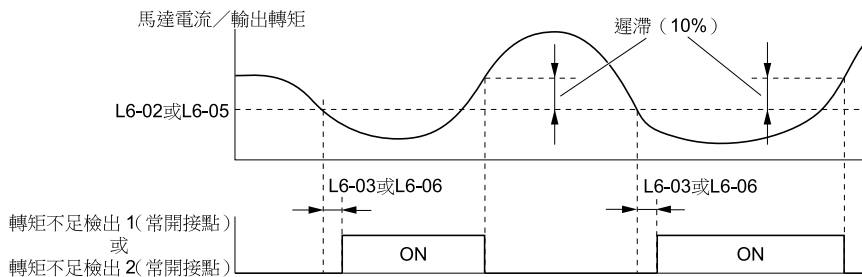 馬達電流／輸出轉矩
遲滯（10%）
L6-02或L6-05
L6-03或L6-06
L6-03或L6-06
轉矩不足檢出 1(常開接點)
或
轉矩不足檢出 2(常開接點)
ON
ON